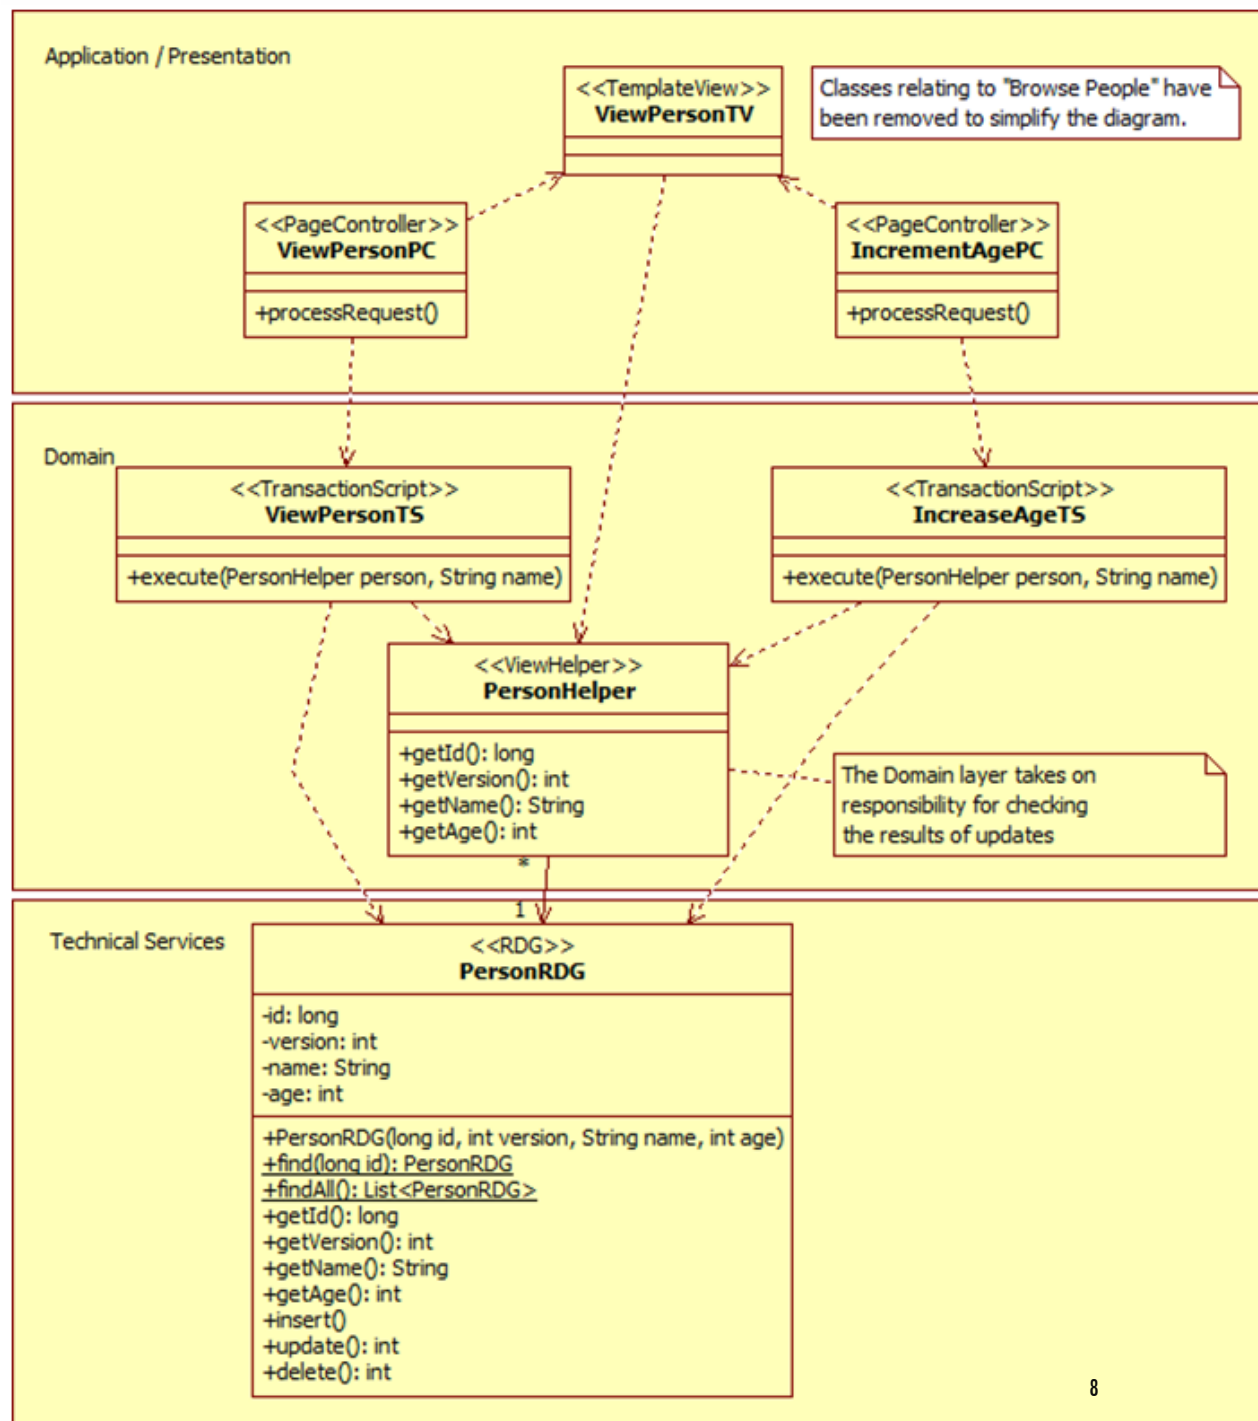 Application / Presentation
<<TemplateView>>
ViewPersonTV
Classes relating to "Browse People" have
been removed to simplify the diagram.
<<PageController>>
ViewPersonPC
+processRequest()
<<PageController>>
IncrementAgePC
+processRequest()
Domain
<<TransactionScript>>
ViewPersonTS
+execute(PersonHelper person, String name)
<<TransactionScript>>
IncreaseAgeTS
+execute(PersonHelper person, String name)
<<ViewHelper>>
PersonHelper
+getId(): long
+getVersion(): int
+getName(): String
+getAge(): int
The Domain layer takes on
responsibility for checking
the results of updates
*
1
Technical Services
<<RDG>>
PersonRDG
-id: long
-version: int
-name: String
-age: int
+PersonRDG(long id, int version, String name, int age)
+find(long id): PersonRDG
+findAll(): List<PersonRDG>
+getId(): long
+getVersion(): int
+getName(): String
+getAge(): int
+insert()
+update(): int
+delete(): int
8